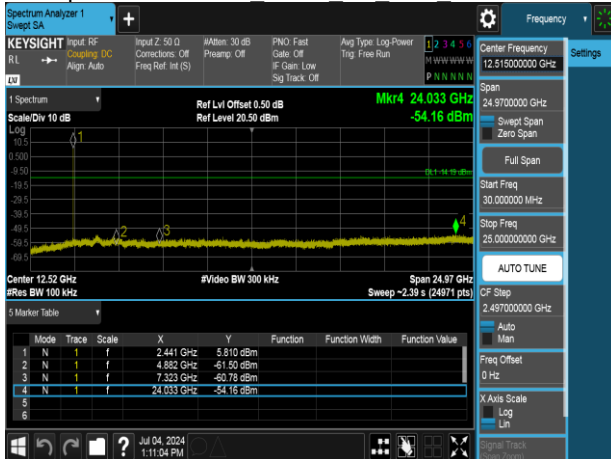 Spectrum Analyzer 1
Swept SA
+
Frequency
Settings
KEYSIGHT Input: RF
Coupling: DC
Align: Auto
RL
Input Z: 50 Ω
Corrections: Off
Freq Ref: Int (S)
#Atten: 30 dB
Preamp: Off
PNO: Fast
Gate: Off
IF Gain: Low
Sig Track: Off
Avg Type: Log-Power
Trig: Free Run
1 2 3 4 5 6
M W W W W W
P N N N N N
LXI
1 Spectrum
Scale/Div 10 dB
Ref Lvl Offset 0.50 dB
Ref Level 20.50 dBm
Mkr4 24.033 GHz
-54.16 dBm
Log
10.5
0.500
-9.50
-19.5
-29.5
-39.5
-49.5
-59.5
-69.5
1
2
3
4
DL1 -14.19 dBm
Center 12.52 GHz
#Res BW 100 kHz
#Video BW 300 kHz
Span 24.97 GHz
Sweep ~2.39 s (24971 pts)
5 Marker Table
Mode Trace Scale X Y Function Function Width Function Value
1 N 1 f 2.441 GHz 5.810 dBm
2 N 1 f 4.882 GHz -61.50 dBm
3 N 1 f 7.323 GHz -60.78 dBm
4 N 1 f 24.033 GHz -54.16 dBm
5
6
Center Frequency
12.515000000 GHz
Span
24.9700000 GHz
Swept Span
Zero Span
Full Span
Start Freq
30.000000 MHz
Stop Freq
25.000000000 GHz
AUTO TUNE
CF Step
2.497000000 GHz
Auto
Man
Freq Offset
0 Hz
X Axis Scale
Log
Lin
Signal Track
(Span Zoom)
?
Jul 04, 2024
1:11:04 PM